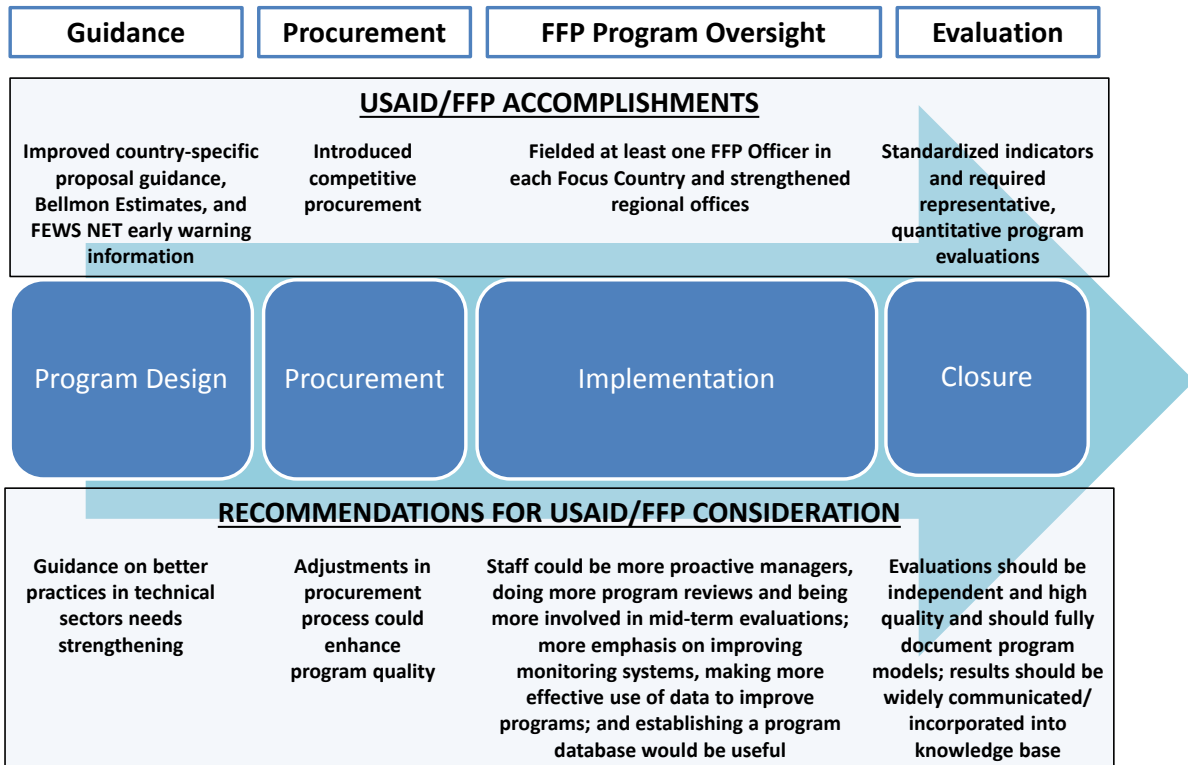 Guidance
Procurement
FFP Program Oversight
Evaluation
USAID/FFP ACCOMPLISHMENTS
Improved country-specific
proposal guidance,
Bellmon Estimates, and
FEWS NET early warning
information
Introduced
competitive
procurement
Fielded at least one FFP Officer in
each Focus Country and strengthened
regional offices
Standardized indicators
and required
representative,
quantitative program
evaluations
Program Design
Procurement
Implementation
Closure
RECOMMENDATIONS FOR USAID/FFP CONSIDERATION
Guidance on better
practices in technical
sectors needs
strengthening
Adjustments in
procurement
process could
enhance
program quality
Staff could be more proactive managers,
doing more program reviews and being
more involved in mid-term evaluations;
more emphasis on improving
monitoring systems, making more
effective use of data to improve
programs; and establishing a program
database would be useful
Evaluations should be
independent and high
quality and should fully
document program
models; results should be
widely communicated/
incorporated into
knowledge base